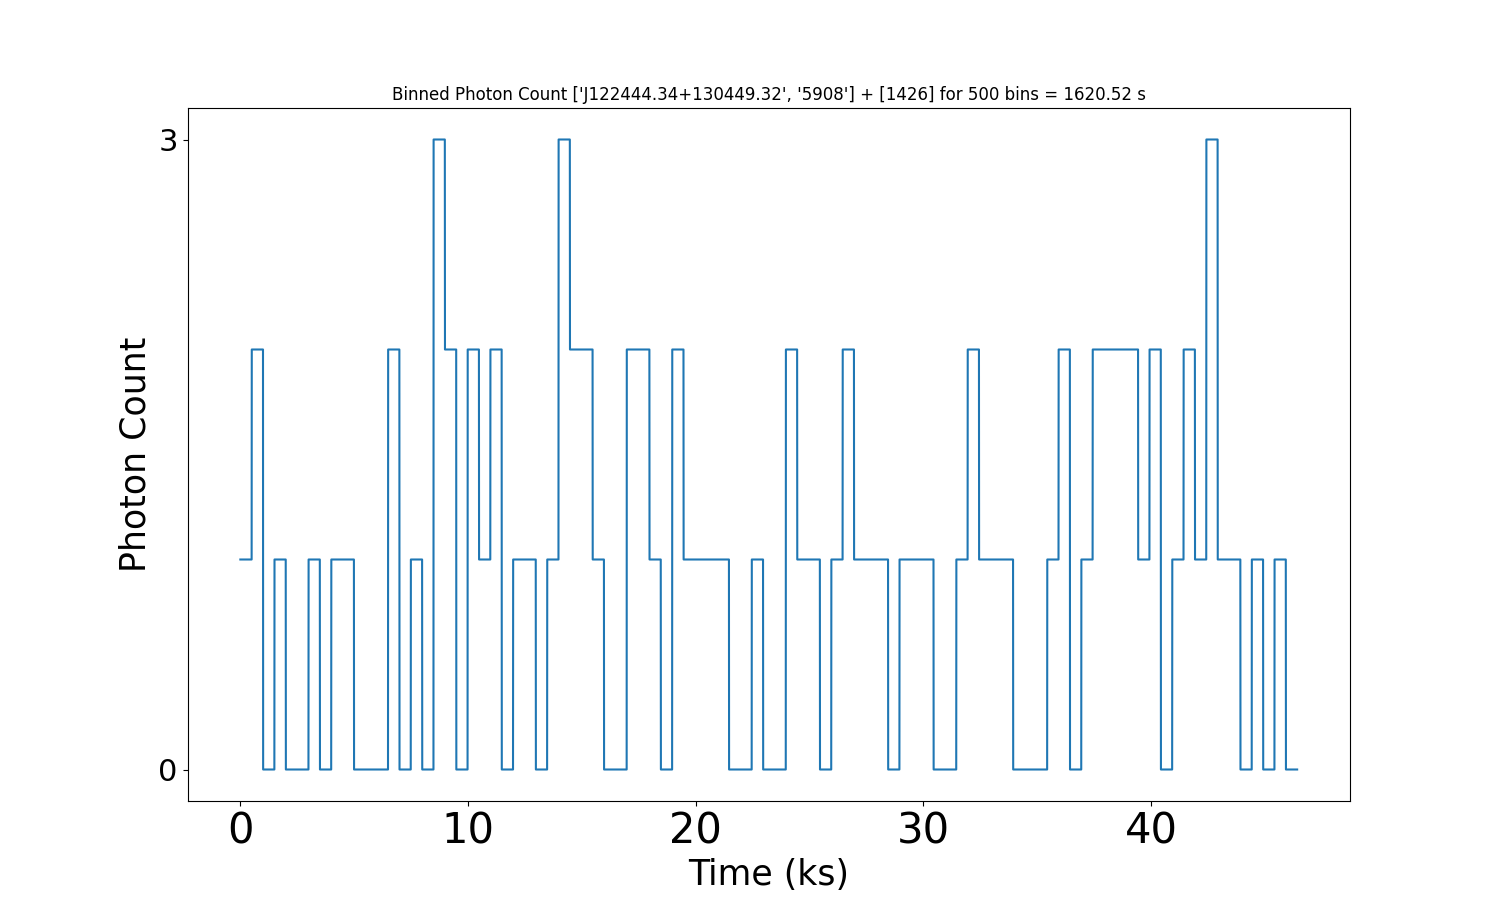 Binned Photon Count ['J122444.34+130449.32', '5908'] + [1426] for 500 bins = 1620.52 s
3
Photon Count
0
0 10 20 30 40
Time (ks)